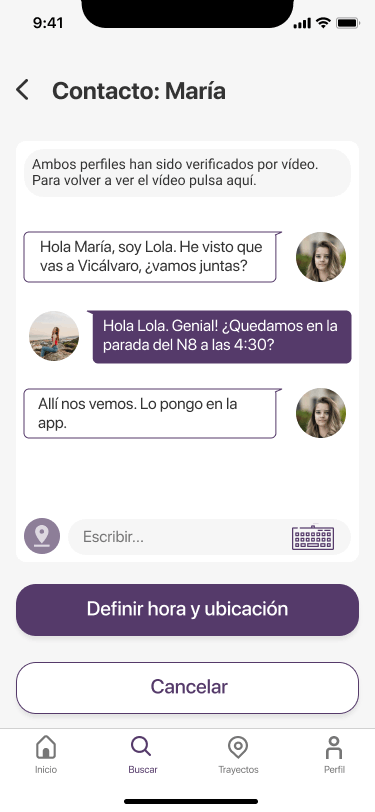 9:41
Contacto: María
Ambos perfiles han sido verificados por vídeo.
Para volver a ver el vídeo pulsa aquí.
Hola María, soy Lola. He visto que
vas a Vicálvaro, ¿vamos juntas?
Hola Lola. Genial! ¿Quedamos en la
parada del N8 a las 4:30?
Allí nos vemos. Lo pongo en la
app.
Escribir...
Definir hora y ubicación
Cancelar
Inicio
Buscar
Trayectos
Perfil